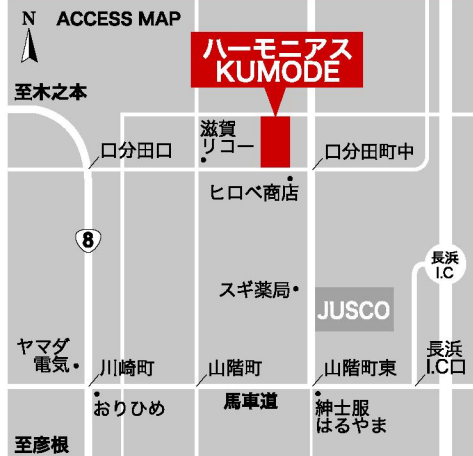 N
ACCESS MAP
ハーモニアス
KUMODE
至木之本
滋賀
リコー
口分田口
口分田町中
ヒロベ商店
8
長浜
I.C
スギ薬局
JUSCO
ヤマダ
電気
川崎町
山階町
山階町東
長浜
I.C口
おりひめ
馬車道
紳士服
はるやま
至彦根